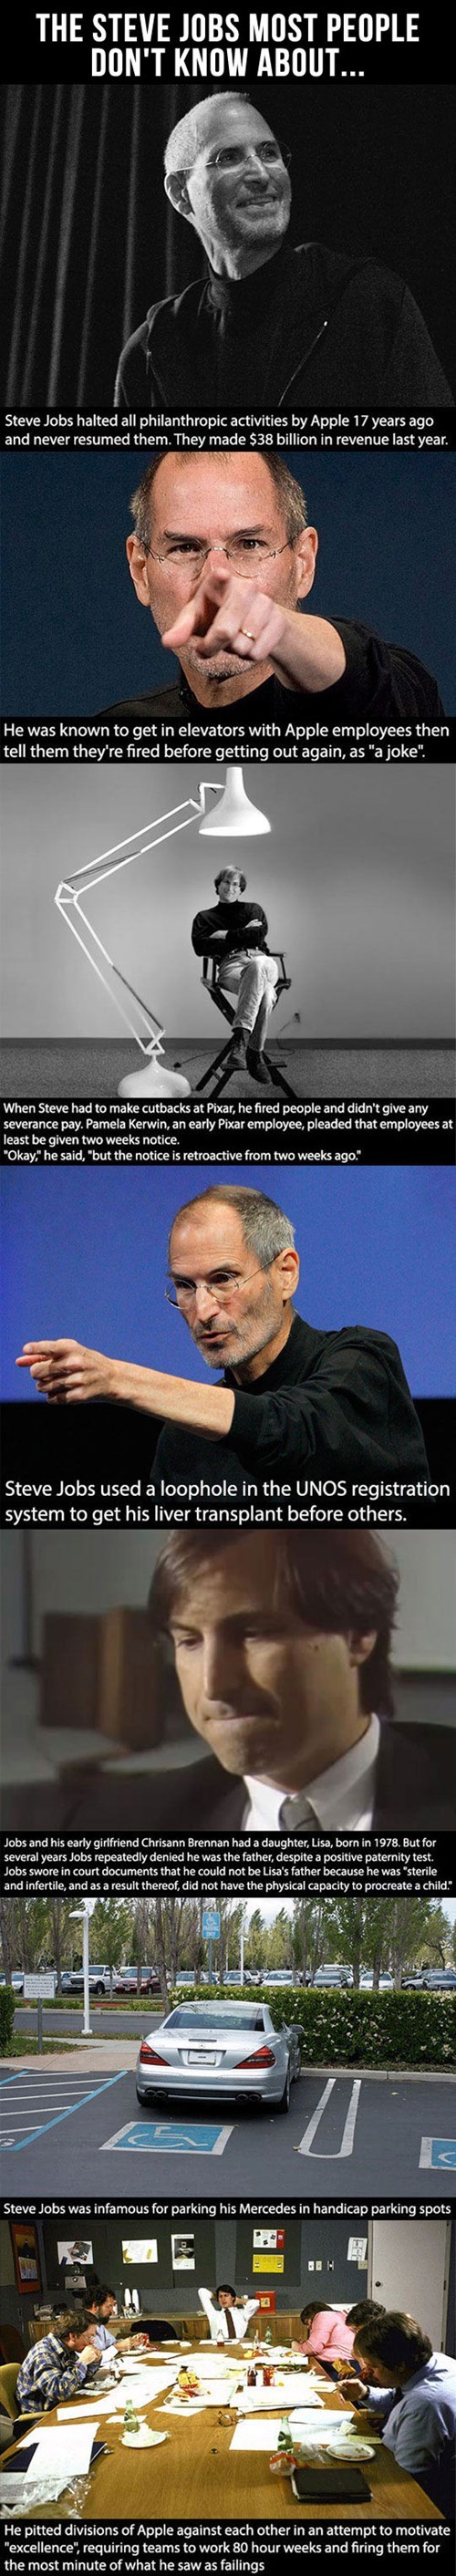 THE STEVE JOBS MOST PEOPLE
DON'T KNOW ABOUT...
Steve Jobs halted all philanthropic activities by Apple 17 years ago
and never resumed them. They made $38 billion in revenue last year.
He was known to get in elevators with Apple employees then
tell them they're fired before getting out again, as "a joke".
When Steve had to make cutbacks at Pixar, he fired people and didn't give any
severance pay. Pamela Kerwin, an early Pixar employee, pleaded that employees at
least be given two weeks notice.
"Okay," he said, "but the notice is retroactive from two weeks ago."
Steve Jobs used a loophole in the UNOS registration
system to get his liver transplant before others.
Jobs and his early girlfriend Chrisann Brennan had a daughter, Lisa, born in 1978. But for
several years Jobs repeatedly denied he was the father, despite a positive paternity test.
Jobs swore in court documents that he could not be Lisa's father because he was "sterile
and infertile, and as a result thereof, did not have the physical capacity to procreate a child."
Steve Jobs was infamous for parking his Mercedes in handicap parking spots
He pitted divisions of Apple against each other in an attempt to motivate
"excellence", requiring teams to work 80 hour weeks and firing them for
the most minute of what he saw as failings